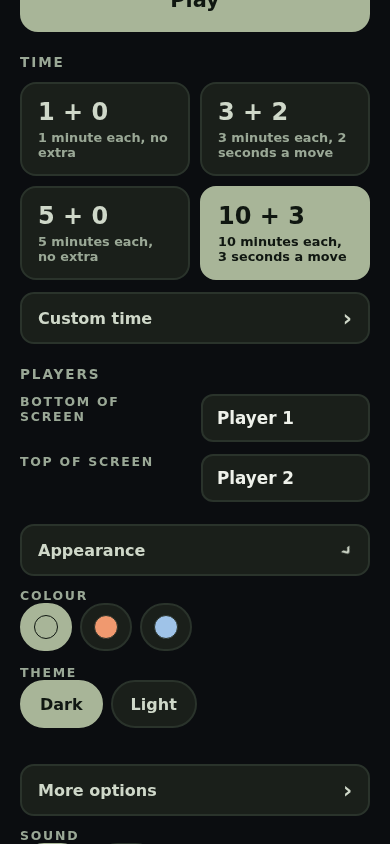 Play
TIME
1 + 0
1 minute each, no
extra
3 + 2
3 minutes each, 2
seconds a move
5 + 0
5 minutes each,
no extra
10 + 3
10 minutes each,
3 seconds a move
Custom time
PLAYERS
BOTTOM OF
SCREEN
Player 1
TOP OF SCREEN
Player 2
Appearance
COLOUR
THEME
Dark
Light
More options
SOUND